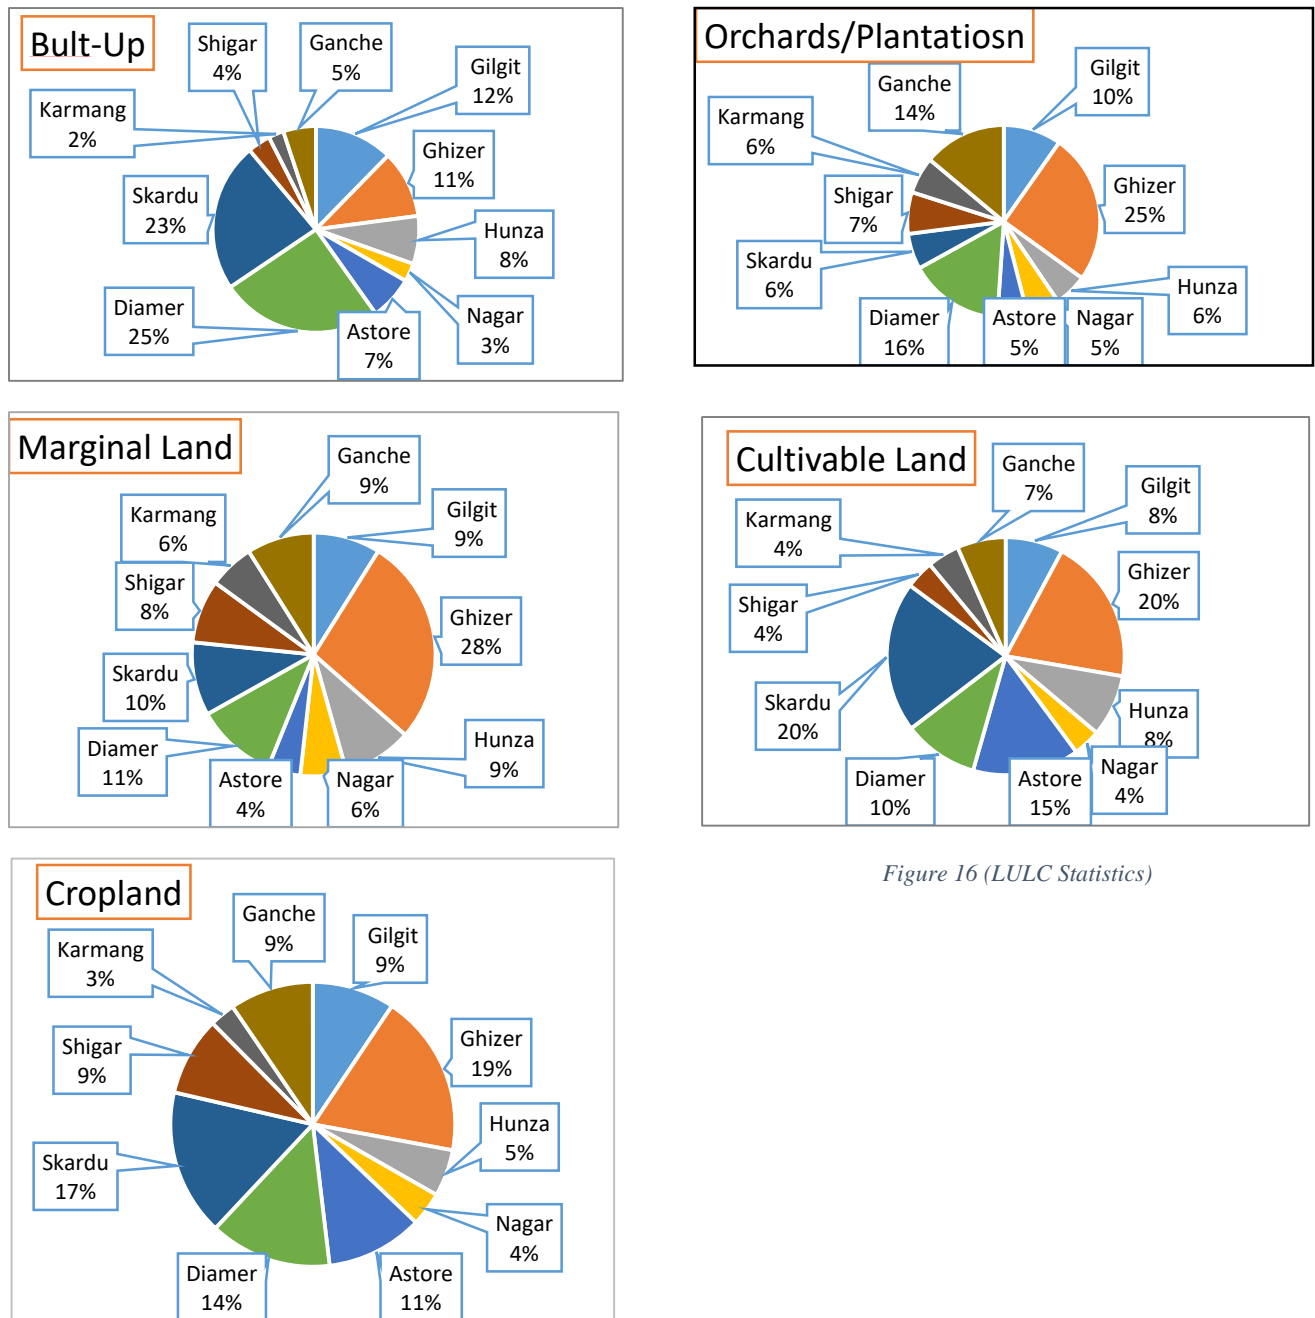 Bult-Up
Shigar
4%
Ganche
5%
Gilgit
12%
Karmang
2%
Ghizer
11%
Skardu
23%
Hunza
8%
Diamer
25%
Astore
7%
Nagar
3%
Orchards/Plantatiosn
Ganche
14%
Gilgit
10%
Karmang
6%
Ghizer
25%
Shigar
7%
Skardu
6%
Hunza
6%
Diamer
16%
Astore
5%
Nagar
5%
Marginal Land
Ganche
9%
Gilgit
9%
Karmang
6%
Shigar
8%
Ghizer
28%
Skardu
10%
Diamer
11%
Hunza
9%
Astore
4%
Nagar
6%
Cultivable Land
Ganche
7%
Gilgit
8%
Karmang
4%
Ghizer
20%
Shigar
4%
Skardu
20%
Hunza
8%
Diamer
10%
Astore
15%
Nagar
4%
Cropland
Ganche
9%
Gilgit
9%
Karmang
3%
Ghizer
19%
Shigar
9%
Hunza
5%
Skardu
17%
Nagar
4%
Diamer
14%
Astore
11%
Figure 16 (LULC Statistics)